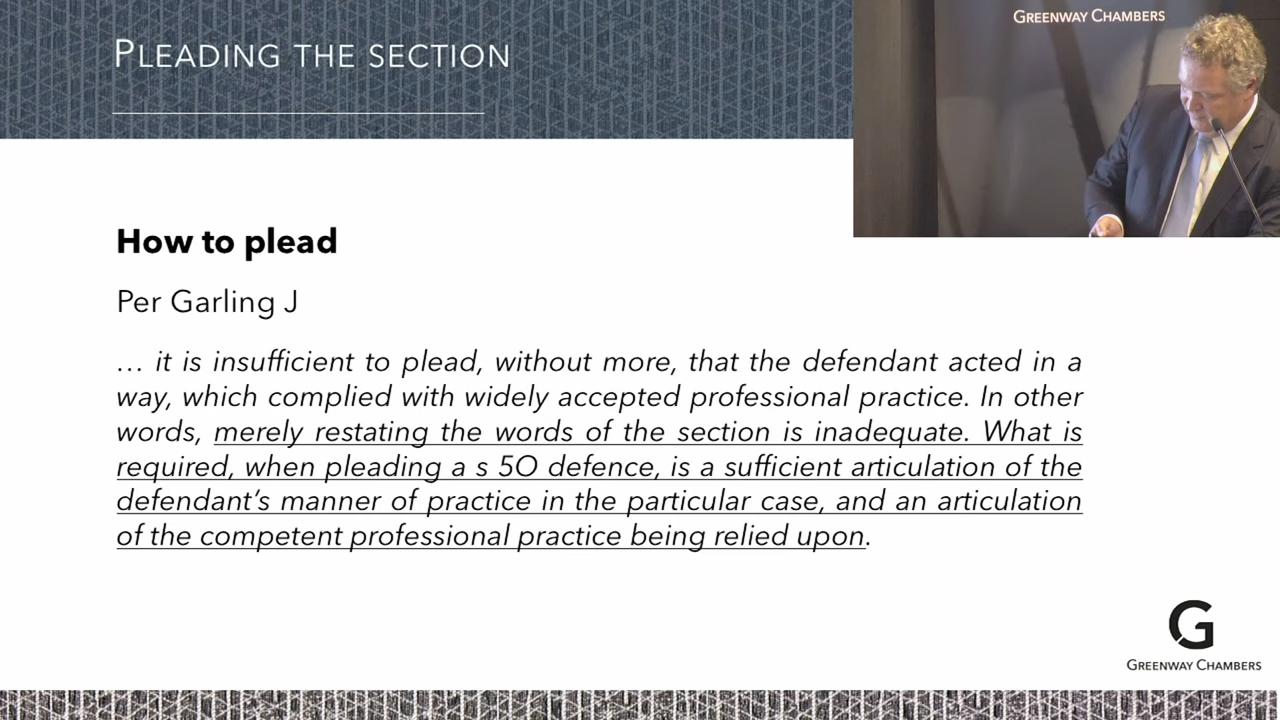 PLEADING THE SECTION
GREENWAY CHAMBERS
How to plead
Per Garling J
… it is insufficient to plead, without more, that the defendant acted in a
way, which complied with widely accepted professional practice. In other
words, merely restating the words of the section is inadequate. What is
required, when pleading a s 5O defence, is a sufficient articulation of the
defendant’s manner of practice in the particular case, and an articulation
of the competent professional practice being relied upon.
G
GREENWAY CHAMBERS